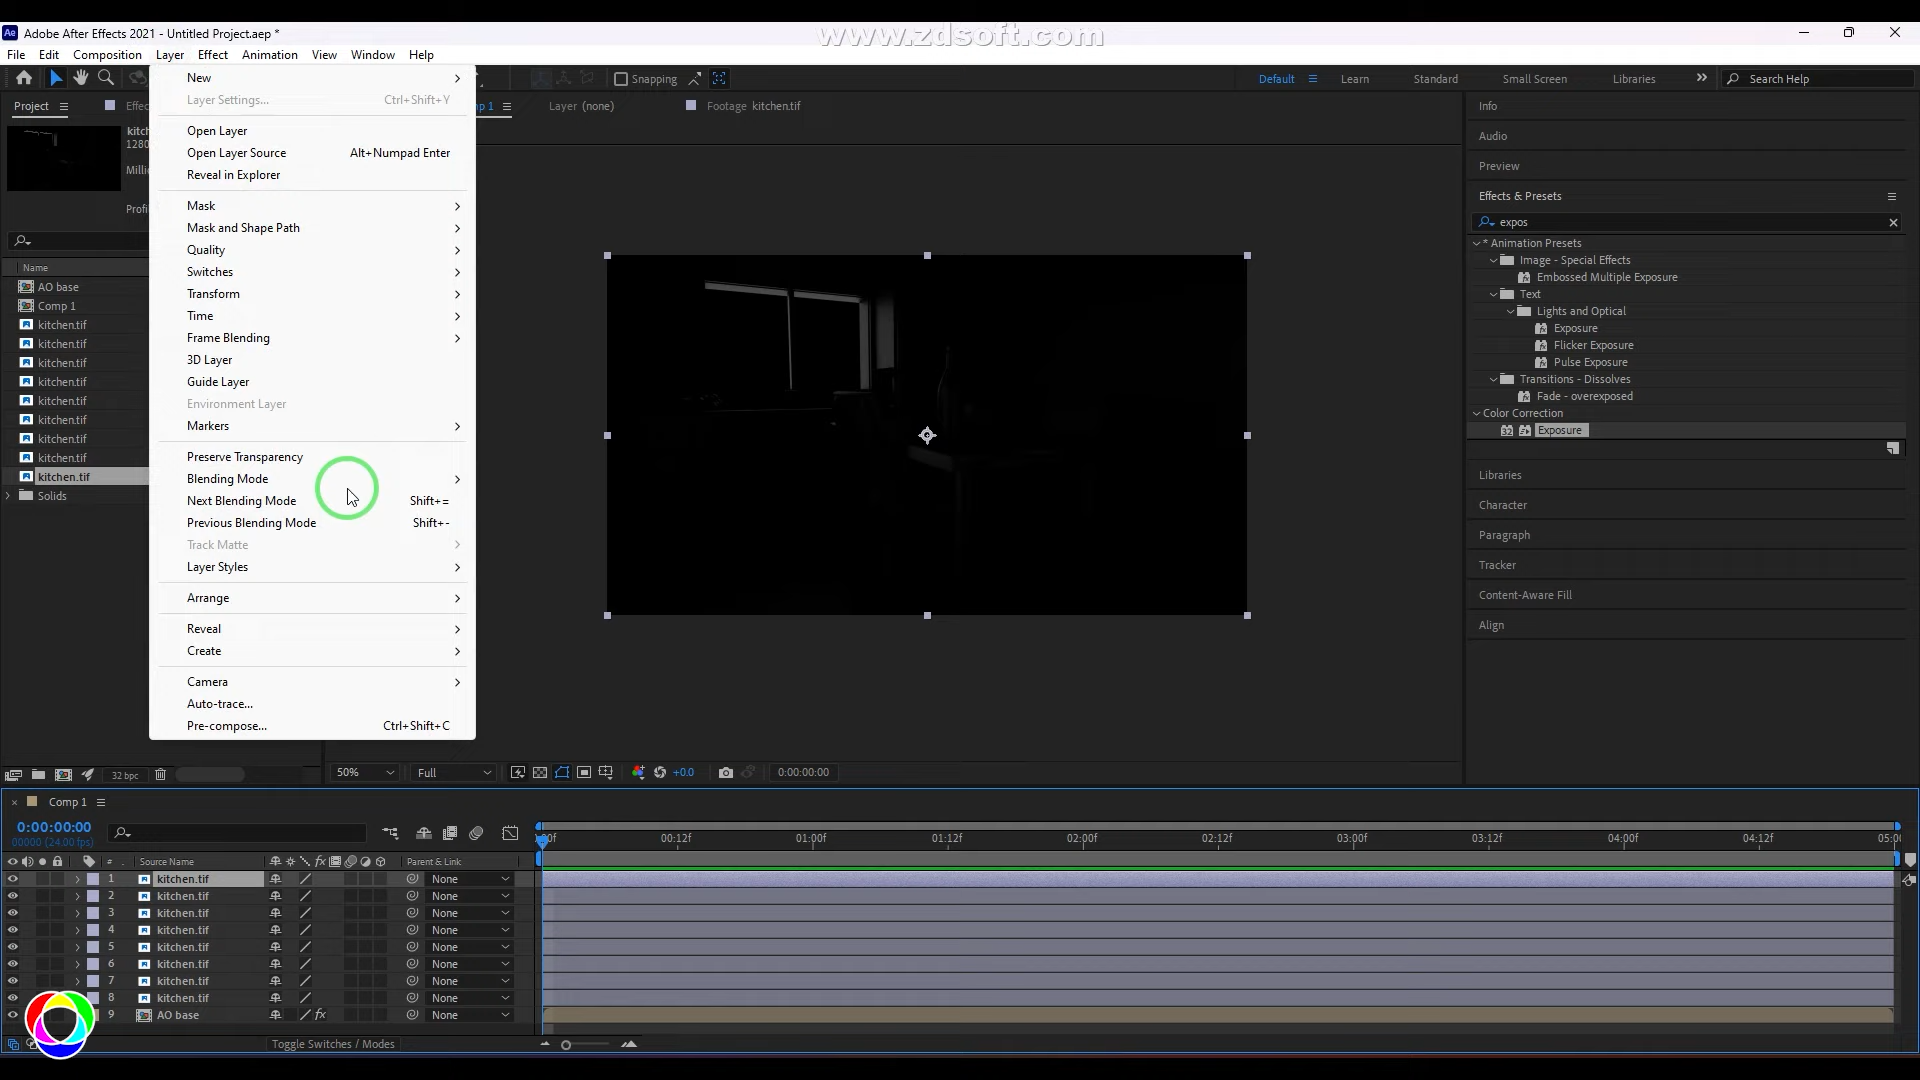 www.zdsoft.com
Adobe After Effects 2021 - Untitled Project.aep *
File Edit Composition Layer Effect Animation View Window Help
Snapping Default Learn Standard Small Screen Libraries Search Help
Project
p 1 Layer (none) Footage kitchen.tif
1280
Name
AO base
Comp 1
kitchen.tif
kitchen.tif
kitchen.tif
kitchen.tif
kitchen.tif
kitchen.tif
kitchen.tif
kitchen.tif
kitchen.tif
Solids
New
Layer Settings... Ctrl+Shift+Y
Open Layer
Open Layer Source Alt+Numpad Enter
Reveal in Explorer
Mask
Mask and Shape Path
Quality
Switches
Transform
Time
Frame Blending
3D Layer
Guide Layer
Environment Layer
Markers
Preserve Transparency
Blending Mode
Next Blending Mode Shift+=
Previous Blending Mode Shift+-
Track Matte
Layer Styles
Arrange
Reveal
Create
Camera
Auto-trace...
Pre-compose... Ctrl+Shift+C
Info
Audio
Preview
Effects & Presets
expos
* Animation Presets
Image - Special Effects
Embossed Multiple Exposure
Text
Lights and Optical
Exposure
Flicker Exposure
Pulse Exposure
Transitions - Dissolves
Fade - overexposed
Color Correction
32 Exposure
Libraries
Character
Paragraph
Tracker
Content-Aware Fill
Align
32 bpc
50% Full +0.0 0:00:00:00
Comp 1
0:00:00:00
00000 (24.00 fps)
:00f 00:12f 01:00f 01:12f 02:00f 02:12f 03:00f 03:12f 04:00f 04:12f 05:00
# Source Name Parent & Link
1 kitchen.tif None
2 kitchen.tif None
3 kitchen.tif None
4 kitchen.tif None
5 kitchen.tif None
6 kitchen.tif None
7 kitchen.tif None
8 kitchen.tif None
9 AO base None
Toggle Switches / Modes